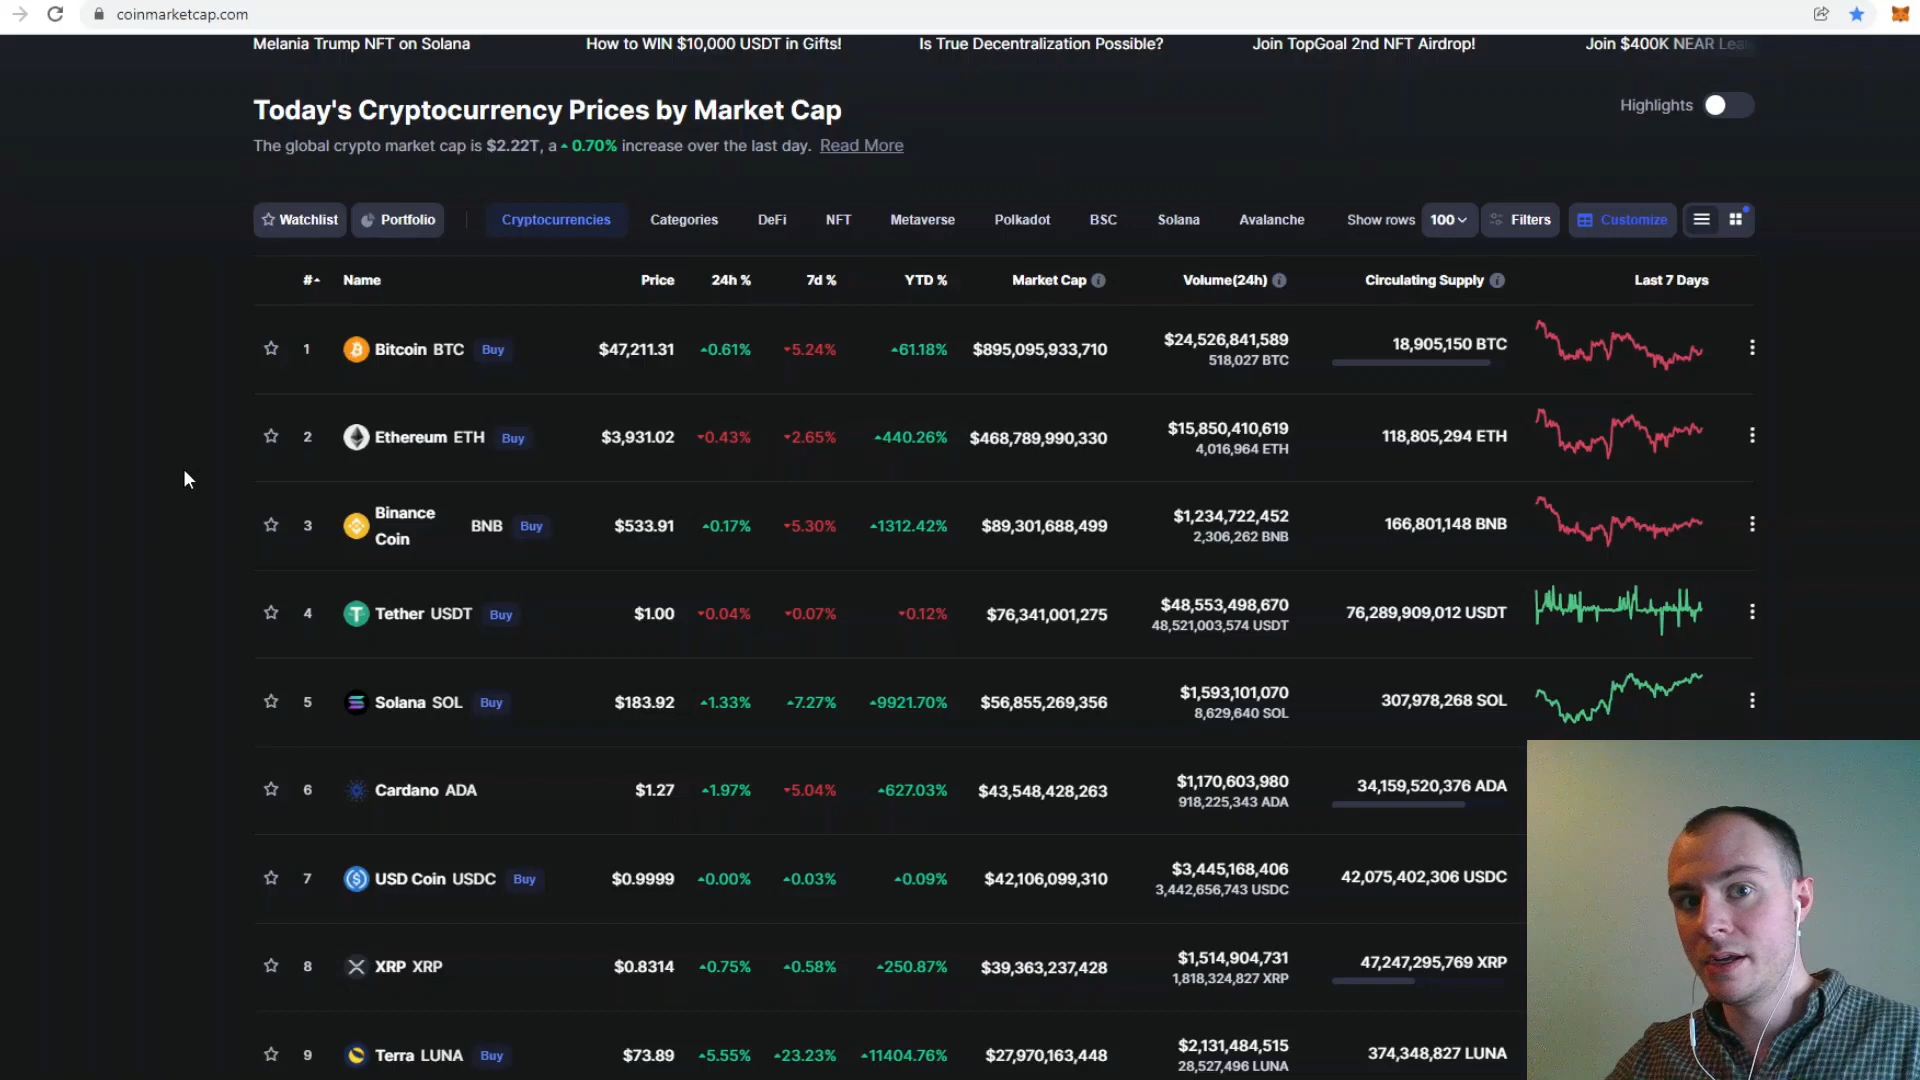 coinmarketcap.com
Melania Trump NFT on Solana How to WIN $10,000 USDT in Gifts! Is True Decentralization Possible? Join TopGoal 2nd NFT Airdrop! Join $400K NEAR Lea
Today's Cryptocurrency Prices by Market Cap Highlights
The global crypto market cap is $2.22T, a 0.70% increase over the last day. Read More
Watchlist Portfolio Cryptocurrencies Categories DeFi NFT Metaverse Polkadot BSC Solana Avalanche Show rows 100 Filters Customize
# Name Price 24h % 7d % YTD % Market Cap Volume(24h) Circulating Supply Last 7 Days
1 Bitcoin BTC Buy $47,211.31 0.61% 5.24% 61.18% $895,095,933,710 $24,526,841,589 18,905,150 BTC
518,027 BTC
2 Ethereum ETH Buy $3,931.02 0.43% 2.65% 440.26% $468,789,990,330 $15,850,410,619 118,805,294 ETH
4,016,964 ETH
3 Binance Coin BNB Buy $533.91 0.17% 5.30% 1312.42% $89,301,688,499 $1,234,722,452 166,801,148 BNB
2,306,262 BNB
4 Tether USDT Buy $1.00 0.04% 0.07% 0.12% $76,341,001,275 $48,553,498,670 76,289,909,012 USDT
48,521,003,574 USDT
5 Solana SOL Buy $183.92 1.33% 7.27% 9921.70% $56,855,269,356 $1,593,101,070 307,978,268 SOL
8,629,640 SOL
6 Cardano ADA $1.27 1.97% 5.04% 627.03% $43,548,428,263 $1,170,603,980 34,159,520,376 ADA
918,225,343 ADA
7 USD Coin USDC Buy $0.9999 0.00% 0.03% 0.09% $42,106,099,310 $3,445,168,406 42,075,402,306 USDC
3,442,656,743 USDC
8 XRP XRP $0.8314 0.75% 0.58% 250.87% $39,363,237,428 $1,514,904,731 47,247,295,769 XRP
1,818,324,827 XRP
9 Terra LUNA Buy $73.89 5.55% 23.23% 11404.76% $27,970,163,448 $2,131,484,515 374,348,827 LUNA
28,527,496 LUNA